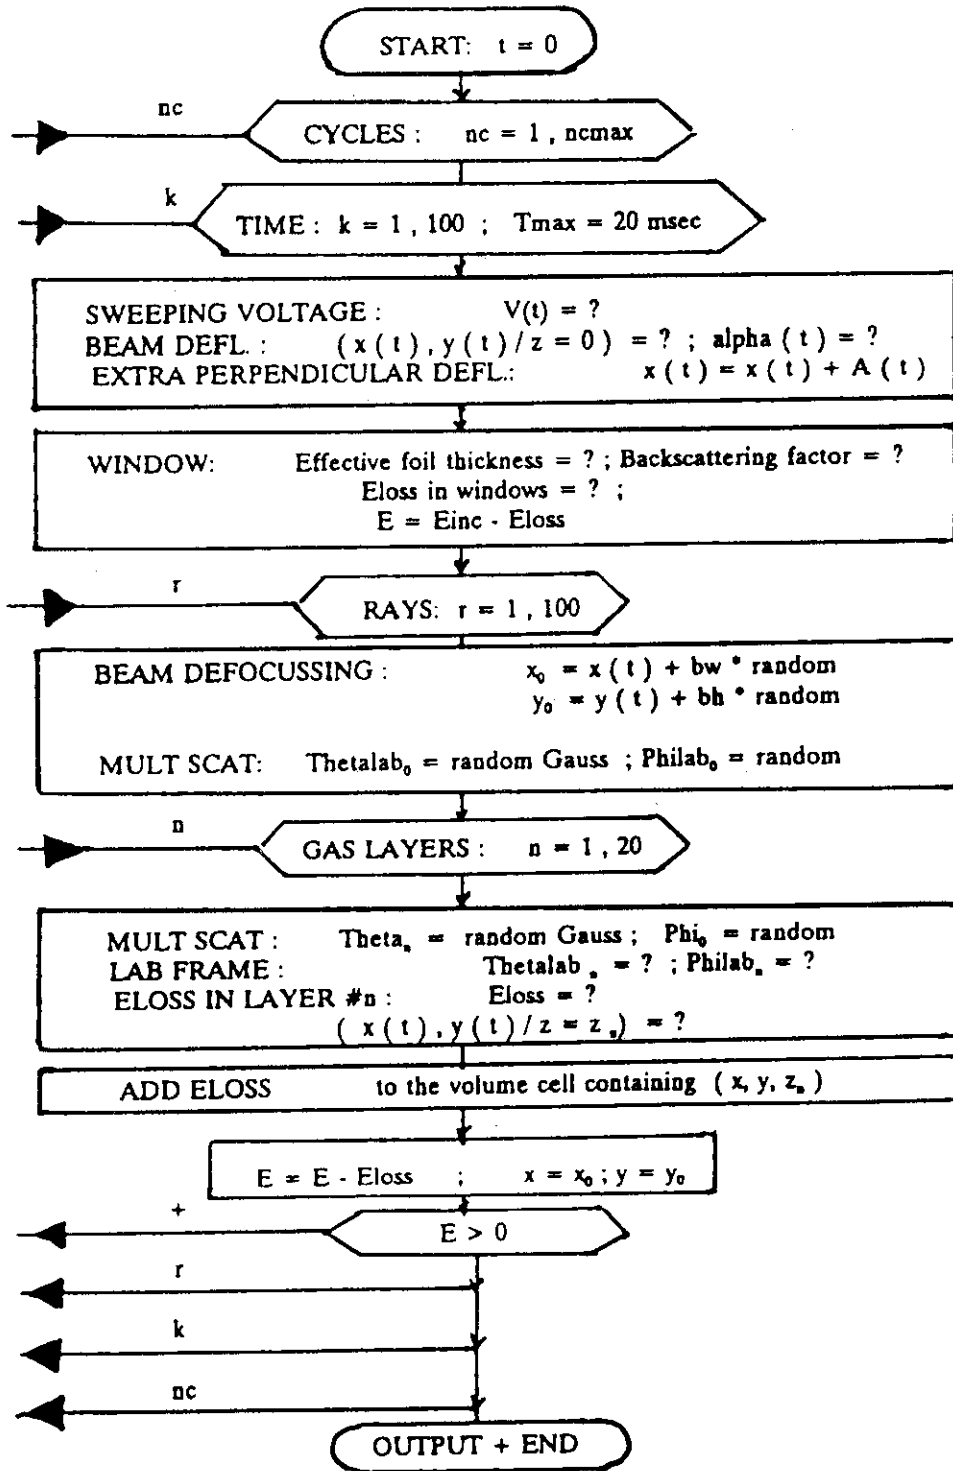 START: t = 0
nc
CYCLES : nc = 1 , ncmax
k
TIME : k = 1 , 100 ; Tmax = 20 msec
SWEEPING VOLTAGE : V(t) = ?
BEAM DEFL. : ( x ( t ) , y ( t ) / z = 0 ) = ? ; alpha ( t ) = ?
EXTRA PERPENDICULAR DEFL.: x ( t ) = x ( t ) + A ( t )
WINDOW: Effective foil thickness = ? ; Backscattering factor = ?
Eloss in windows = ? ;
E = Einc - Eloss
r
RAYS: r = 1 , 100
BEAM DEFOCUSSING : x₀ = x ( t ) + bw * random
y₀ = y ( t ) + bh * random
MULT SCAT: Thetalab₀ = random Gauss ; Philab₀ = random
n
GAS LAYERS : n = 1 , 20
MULT SCAT : Thetaₙ = random Gauss ; Phi₀ = random
LAB FRAME : Thetalab ₙ = ? ; Philabₙ = ?
ELOSS IN LAYER #n : Eloss = ?
( x ( t ) , y ( t ) / z = zₙ) = ?
ADD ELOSS to the volume cell containing ( x, y, zₙ )
E = E - Eloss ; x = x₀ ; y = y₀
+
E > 0
r
k
nc
OUTPUT + END